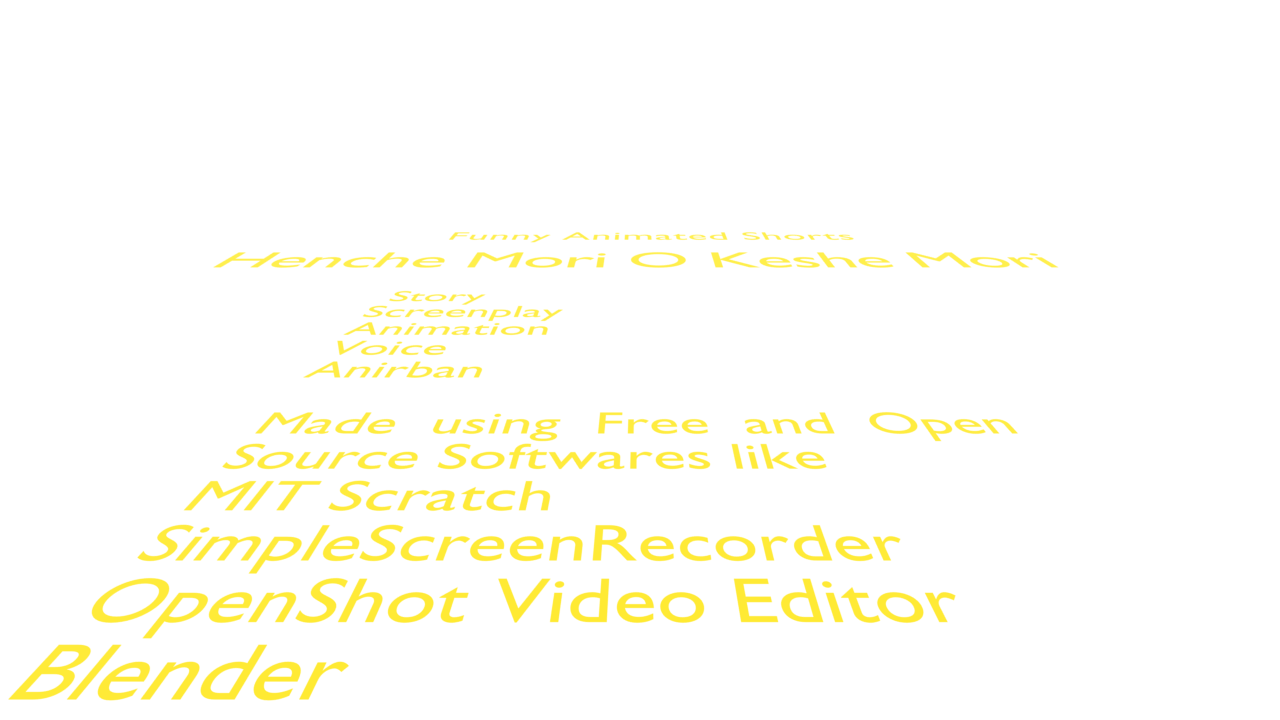 Funny Animated Shorts
Henche Mori O Keshe Mori
Story
Screenplay
Animation
Voice
Anirban
Made using Free and Open
Source Softwares like
MIT Scratch
SimpleScreenRecorder
OpenShot Video Editor
Blender